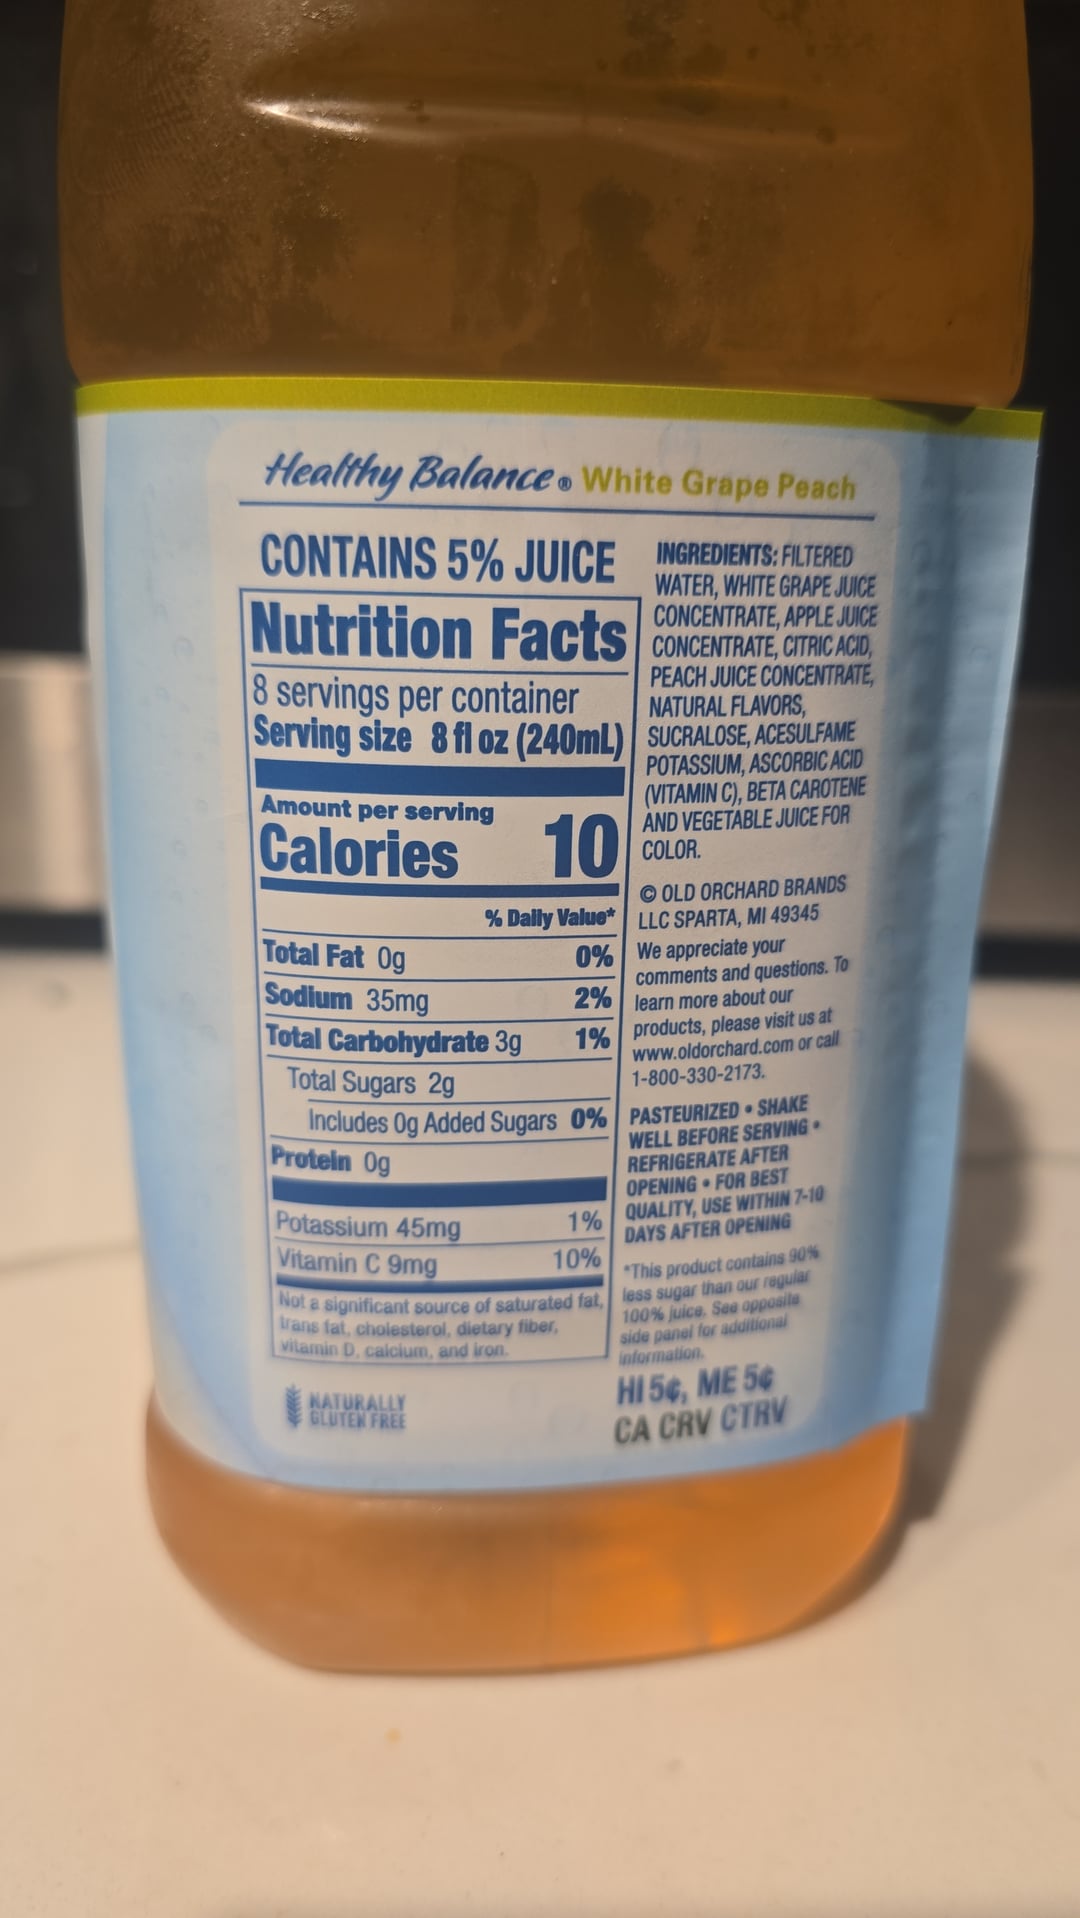 Healthy Balance® White Grape Peach
CONTAINS 5% JUICE
Nutrition Facts
8 servings per container
Serving size 8 fl oz (240mL)
Amount per serving
Calories 10
% Daily Value*
Total Fat 0g 0%
Sodium 35mg 2%
Total Carbohydrate 3g 1%
Total Sugars 2g
Includes 0g Added Sugars 0%
Protein 0g
Potassium 45mg 1%
Vitamin C 9mg 10%
Not a significant source of saturated fat,
trans fat, cholesterol, dietary fiber,
vitamin D, calcium, and iron.
NATURALLY
GLUTEN FREE
INGREDIENTS: FILTERED
WATER, WHITE GRAPE JUICE
CONCENTRATE, APPLE JUICE
CONCENTRATE, CITRIC ACID,
PEACH JUICE CONCENTRATE,
NATURAL FLAVORS,
SUCRALOSE, ACESULFAME
POTASSIUM, ASCORBIC ACID
(VITAMIN C), BETA CAROTENE
AND VEGETABLE JUICE FOR
COLOR.
© OLD ORCHARD BRANDS
LLC SPARTA, MI 49345
We appreciate your
comments and questions. To
learn more about our
products, please visit us at
www.oldorchard.com or call
1-800-330-2173.
PASTEURIZED • SHAKE
WELL BEFORE SERVING •
REFRIGERATE AFTER
OPENING • FOR BEST
QUALITY, USE WITHIN 7-10
DAYS AFTER OPENING
*This product contains 90%
less sugar than our regular
100% juice. See opposite
side panel for additional
information.
HI 5¢, ME 5¢
CA CRV CTRV